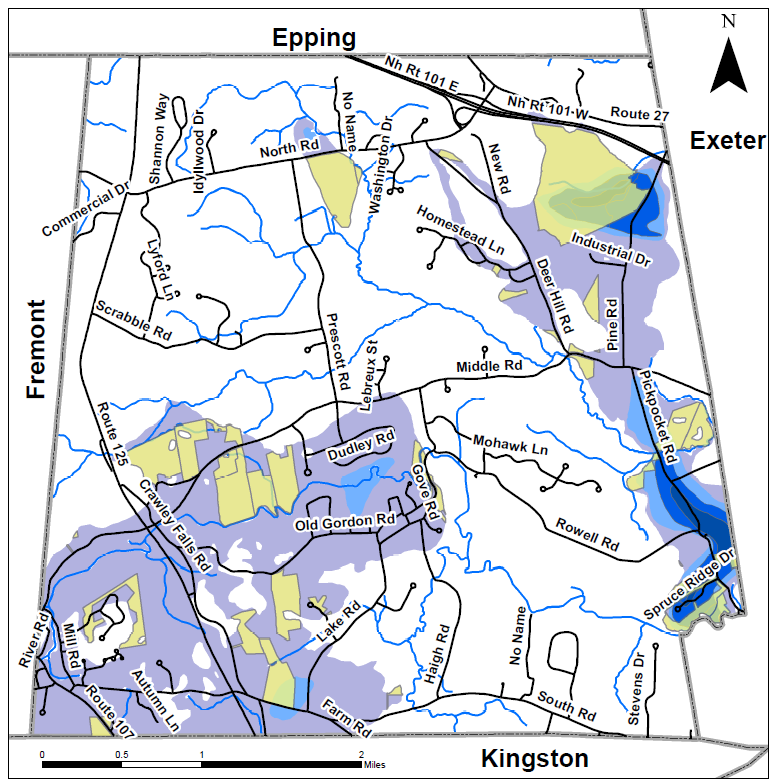 Epping
N
Nh Rt 101 E
Nh Rt 101 W
Route 27
Exeter
Shannon Way
Idyllwood Dr
No Name
Washington Dr
North Rd
New Rd
Commercial Dr
Homestead Ln
Industrial Dr
Lyford Ln
Deer Hill Rd
Pine Rd
Fremont
Scrabble Rd
Prescott Rd
Lebreux St
Middle Rd
Pickpocket Rd
Route 125
Dudley Rd
Mohawk Ln
Gove Rd
Crawley Falls Rd
Old Gordon Rd
Rowell Rd
Spruce Ridge Dr
River Rd
Mill Rd
Lake Rd
Haigh Rd
No Name
Stevens Dr
Route 107
Autumn Ln
Farm Rd
South Rd
Kingston
0 0.5 1 2
Miles